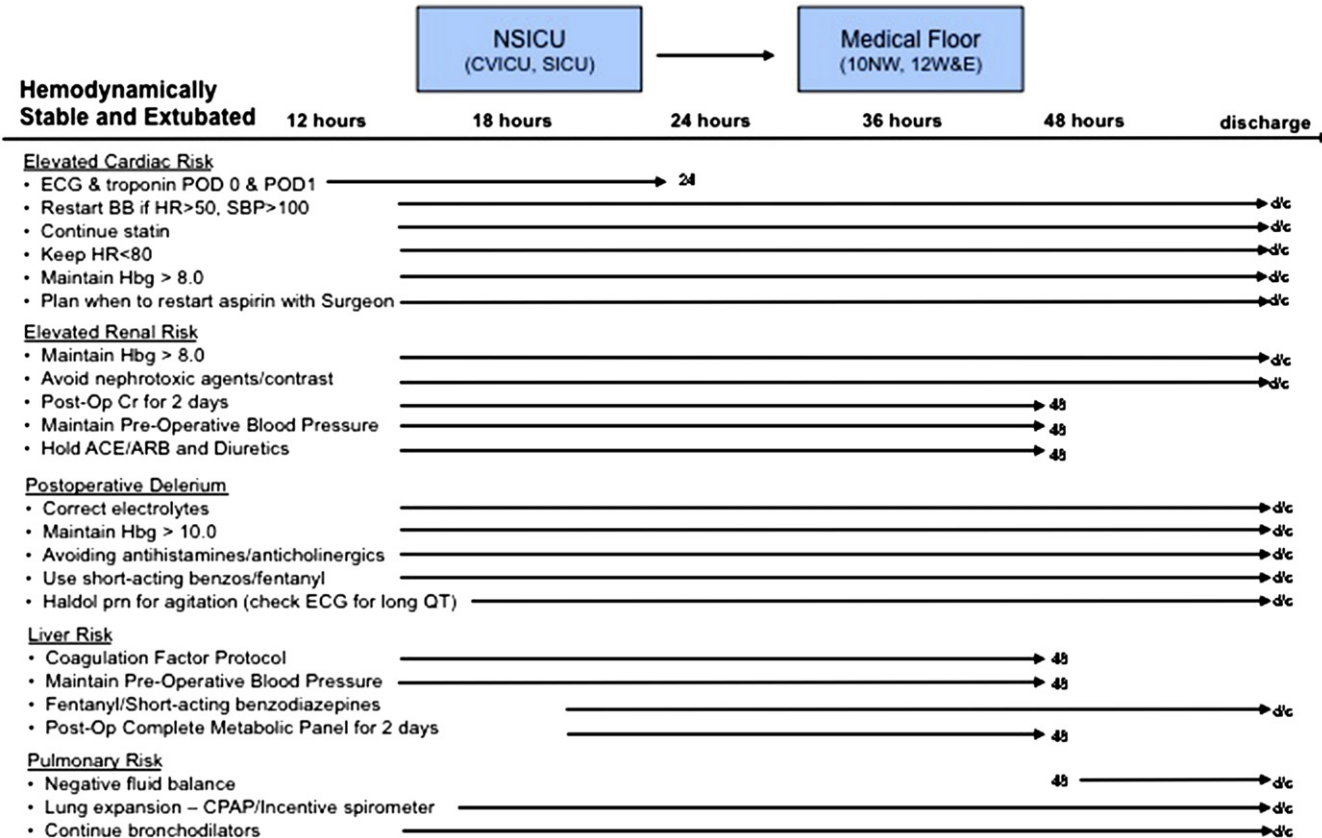 NSICU
(CVICU, SICU)
Medical Floor
(10NW, 12W&E)
Hemodynamically
Stable and Extubated 12 hours 18 hours 24 hours 36 hours 48 hours discharge
Elevated Cardiac Risk
• ECG & troponin POD 0 & POD1 24
• Restart BB if HR>50, SBP>100 d/c
• Continue statin d/c
• Keep HR<80 d/c
• Maintain Hbg > 8.0 d/c
• Plan when to restart aspirin with Surgeon d/c
Elevated Renal Risk
• Maintain Hbg > 8.0 d/c
• Avoid nephrotoxic agents/contrast d/c
• Post-Op Cr for 2 days 48
• Maintain Pre-Operative Blood Pressure 48
• Hold ACE/ARB and Diuretics 48
Postoperative Delerium
• Correct electrolytes d/c
• Maintain Hbg > 10.0 d/c
• Avoiding antihistamines/anticholinergics d/c
• Use short-acting benzos/fentanyl d/c
• Haldol prn for agitation (check ECG for long QT) d/c
Liver Risk
• Coagulation Factor Protocol 48
• Maintain Pre-Operative Blood Pressure 48
• Fentanyl/Short-acting benzodiazepines d/c
• Post-Op Complete Metabolic Panel for 2 days 48
Pulmonary Risk
• Negative fluid balance 48 d/c
• Lung expansion – CPAP/Incentive spirometer d/c
• Continue bronchodilators d/c